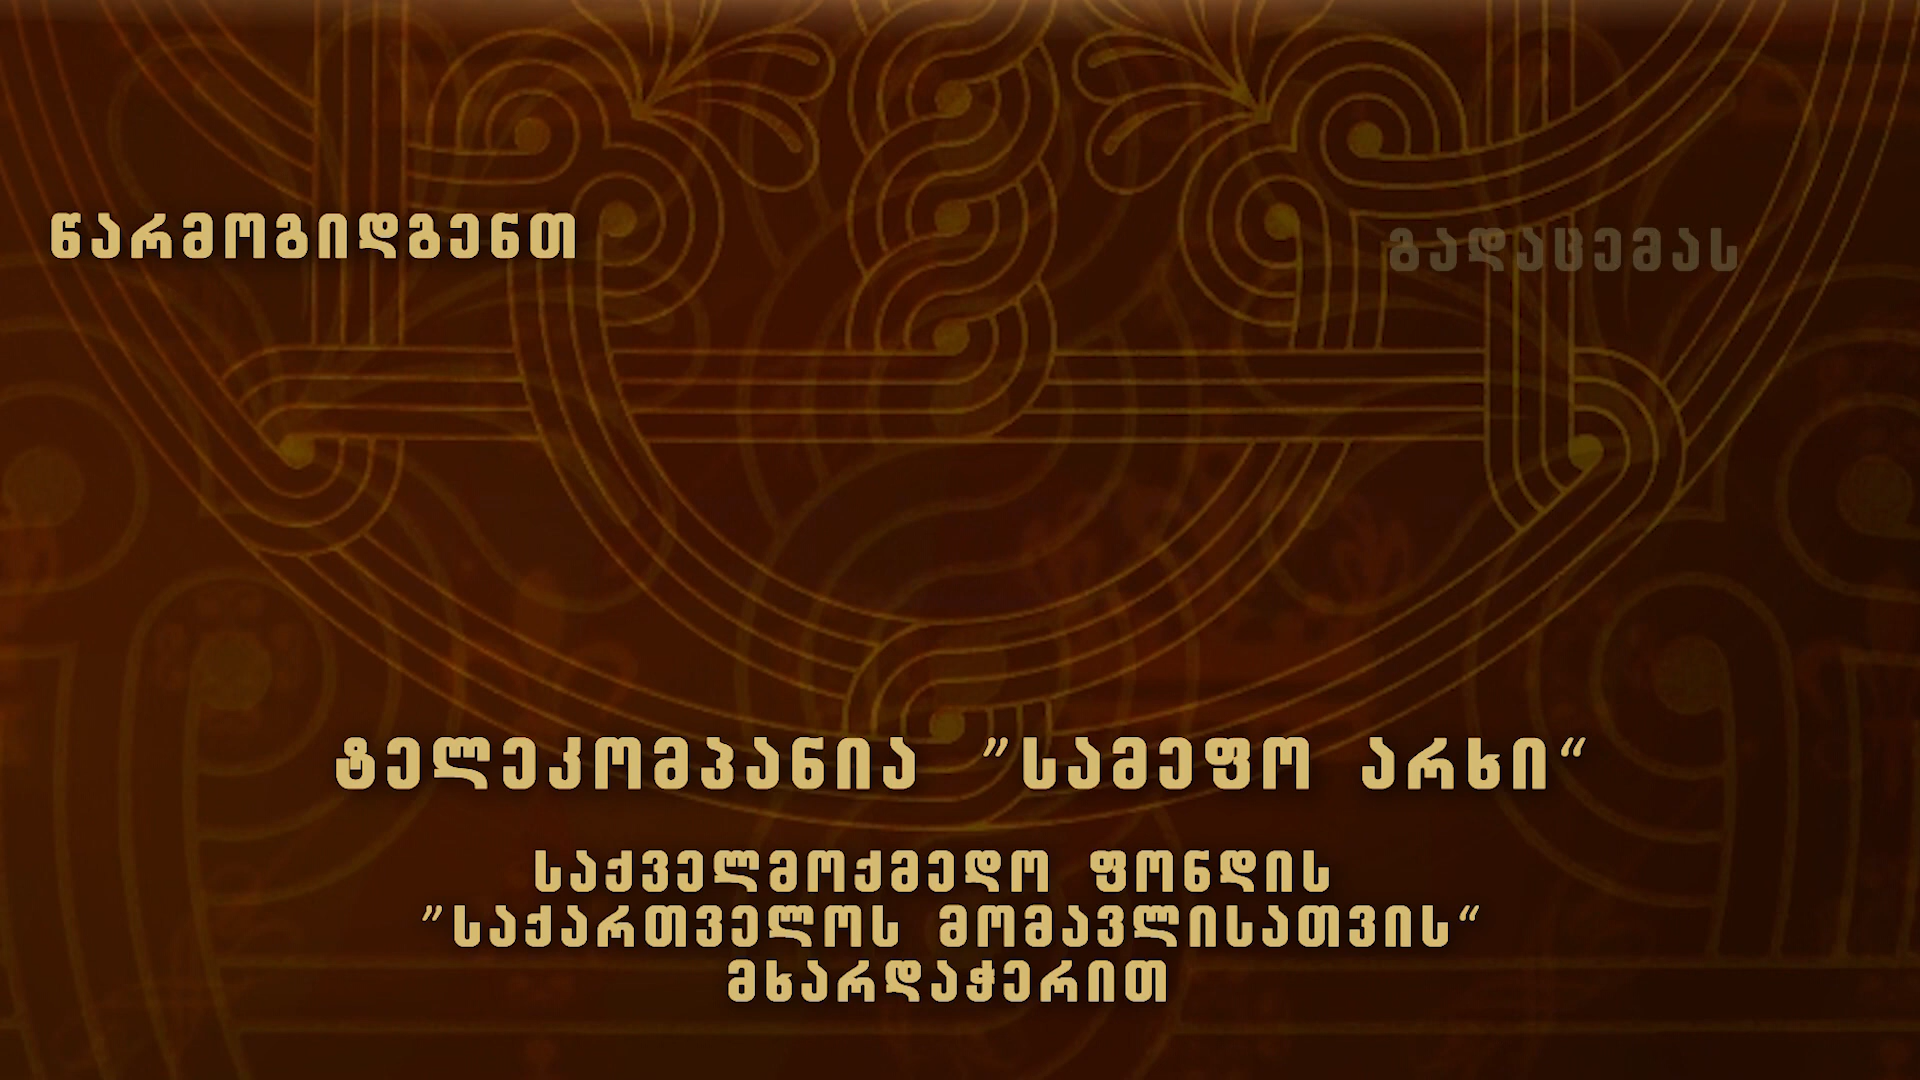 წარმოგიდგენთ
გადაცემას
ტელეკომპანია ”სამეფო არხი“
საქველმოქმედო ფონდის
”საქართველოს მომავლისათვის“
მხარდაჭერით